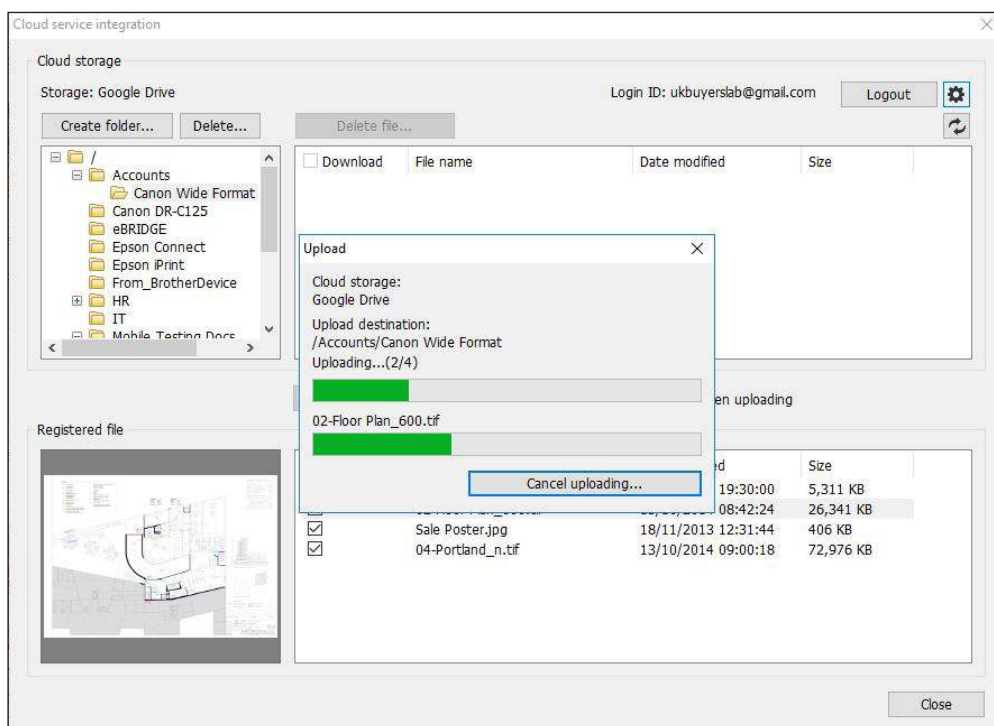 Cloud service integration
Cloud storage
Storage: Google Drive
Login ID: ukbuyerslab@gmail.com
Logout
Create folder...
Delete...
Delete file...
/
Accounts
Canon Wide Format
Canon DR-C125
eBRIDGE
Epson Connect
Epson iPrint
From_BrotherDevice
HR
IT
Mobile Testing Docs
Download File name Date modified Size
Upload
Cloud storage:
Google Drive
Upload destination:
/Accounts/Canon Wide Format
Uploading...(2/4)
02-Floor Plan_600.tif
Cancel uploading...
en uploading
Registered file
ed Size
19:30:00 5,311 KB
08:42:24 26,341 KB
Sale Poster.jpg 18/11/2013 12:31:44 406 KB
04-Portland_n.tif 13/10/2014 09:00:18 72,976 KB
Close